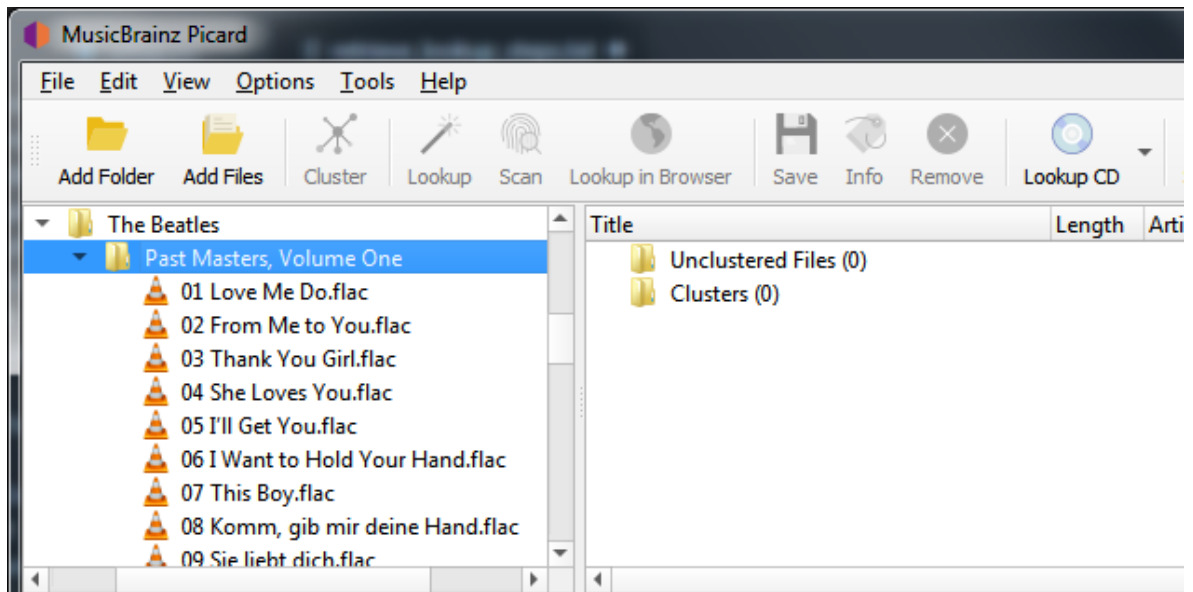 MusicBrainz Picard
File Edit View Options Tools Help
Add Folder Add Files Cluster Lookup Scan Lookup in Browser Save Info Remove Lookup CD
The Beatles
Past Masters, Volume One
01 Love Me Do.flac
02 From Me to You.flac
03 Thank You Girl.flac
04 She Loves You.flac
05 I'll Get You.flac
06 I Want to Hold Your Hand.flac
07 This Boy.flac
08 Komm, gib mir deine Hand.flac
09 Sie liebt dich.flac
Title Length Arti
Unclustered Files (0)
Clusters (0)